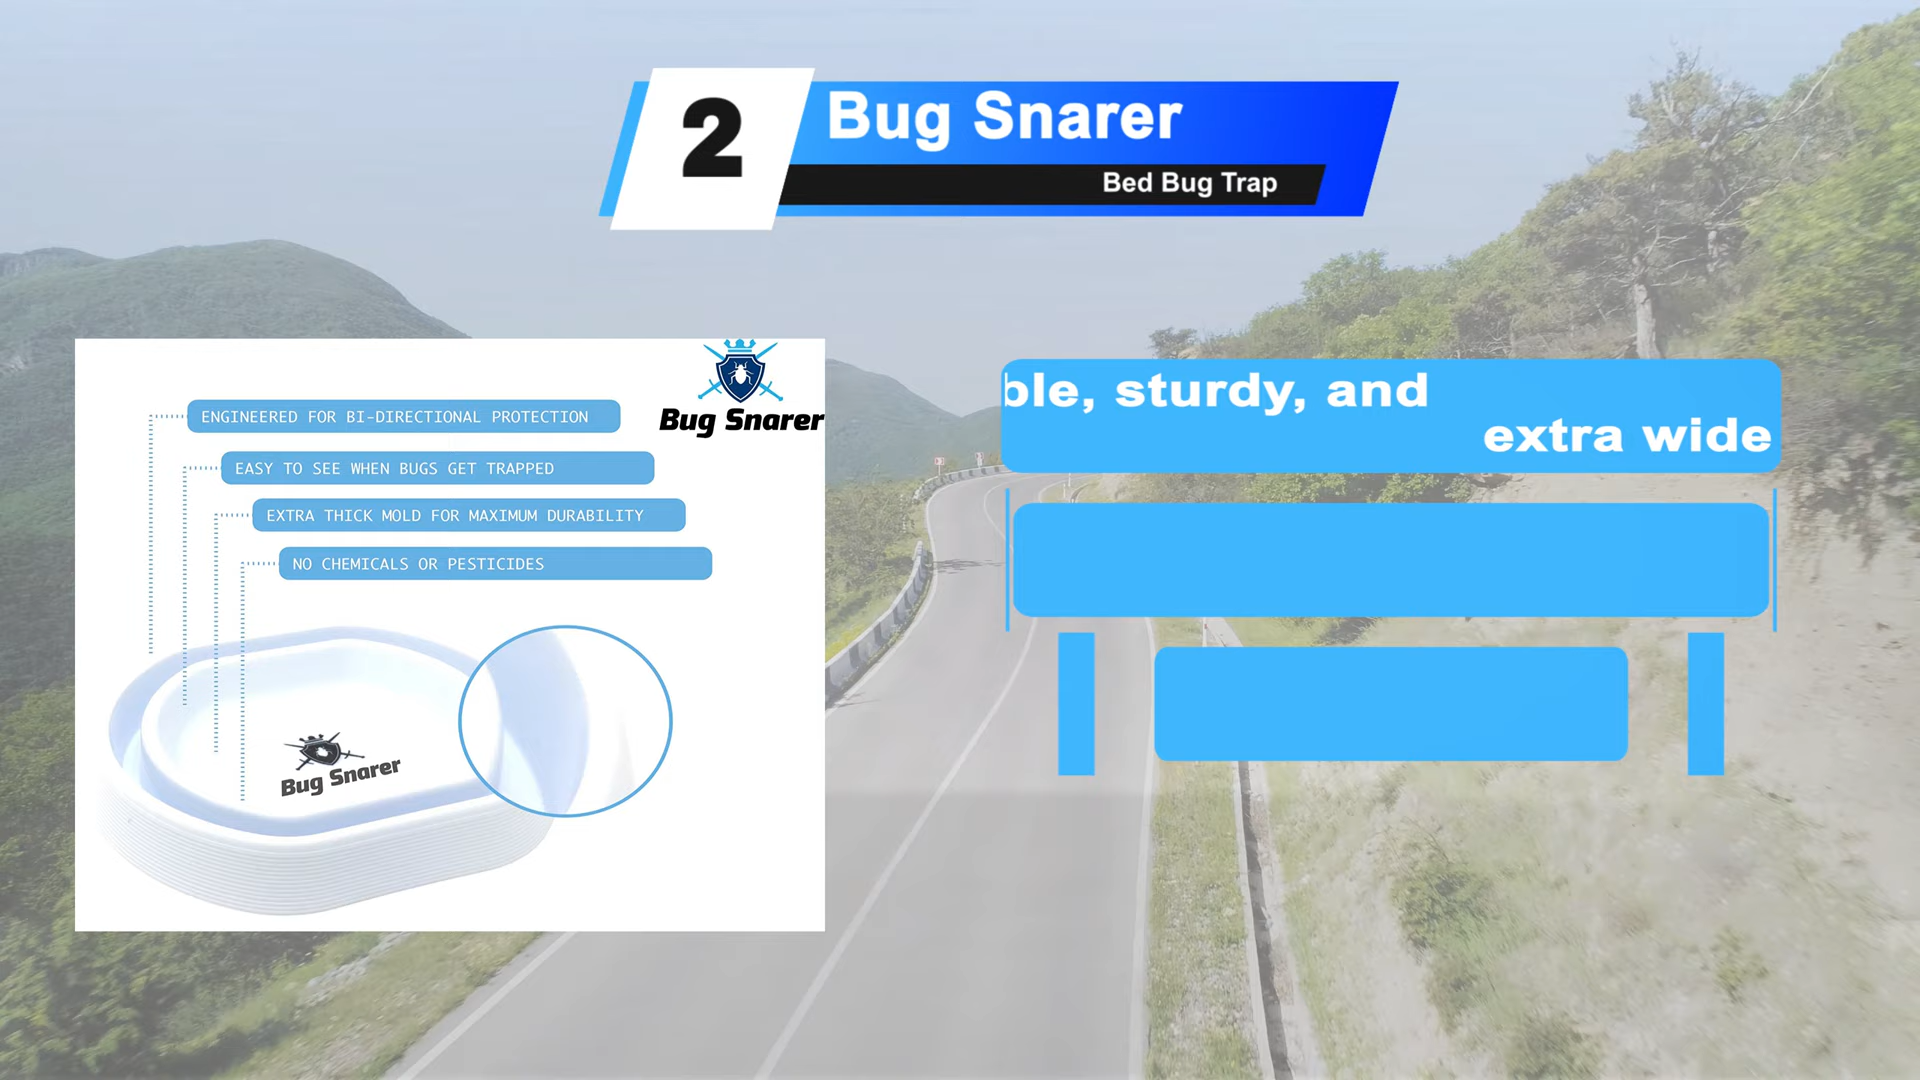 2
Bug Snarer
Bed Bug Trap
Bug Snarer
ENGINEERED FOR BI-DIRECTIONAL PROTECTION
EASY TO SEE WHEN BUGS GET TRAPPED
EXTRA THICK MOLD FOR MAXIMUM DURABILITY
NO CHEMICALS OR PESTICIDES
Bug Snarer
ble, sturdy, and
extra wide